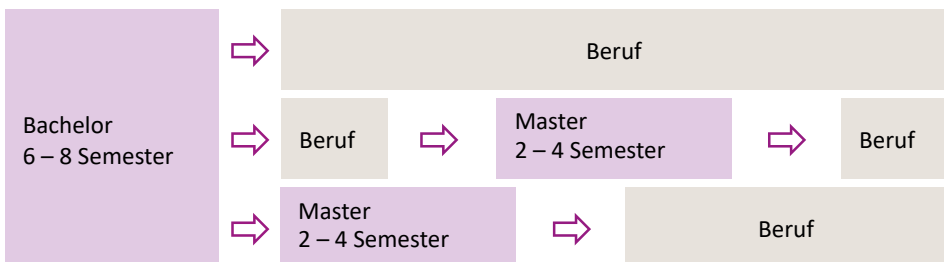 Bachelor
6 – 8 Semester
Beruf
Beruf
Master
2 – 4 Semester
Beruf
Master
2 – 4 Semester
Beruf